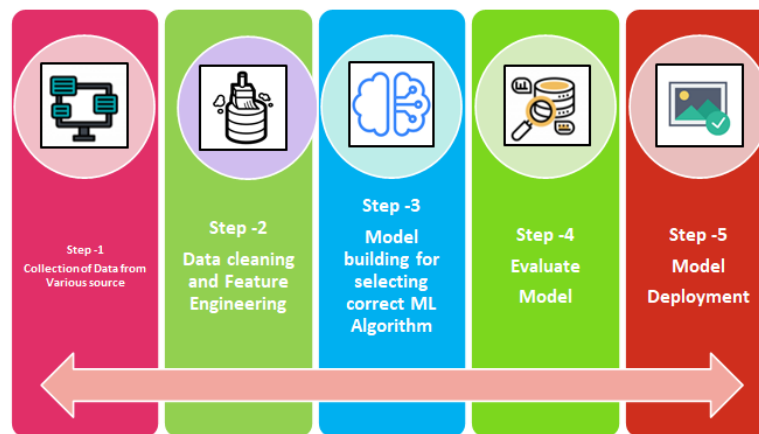 Step -1
Collection of Data from
Various source
Step -2
Data cleaning
and Feature
Engineering
Step -3
Model
building for
selecting
correct ML
Algorithm
Step -4
Evaluate
Model
Step -5
Model
Deployment